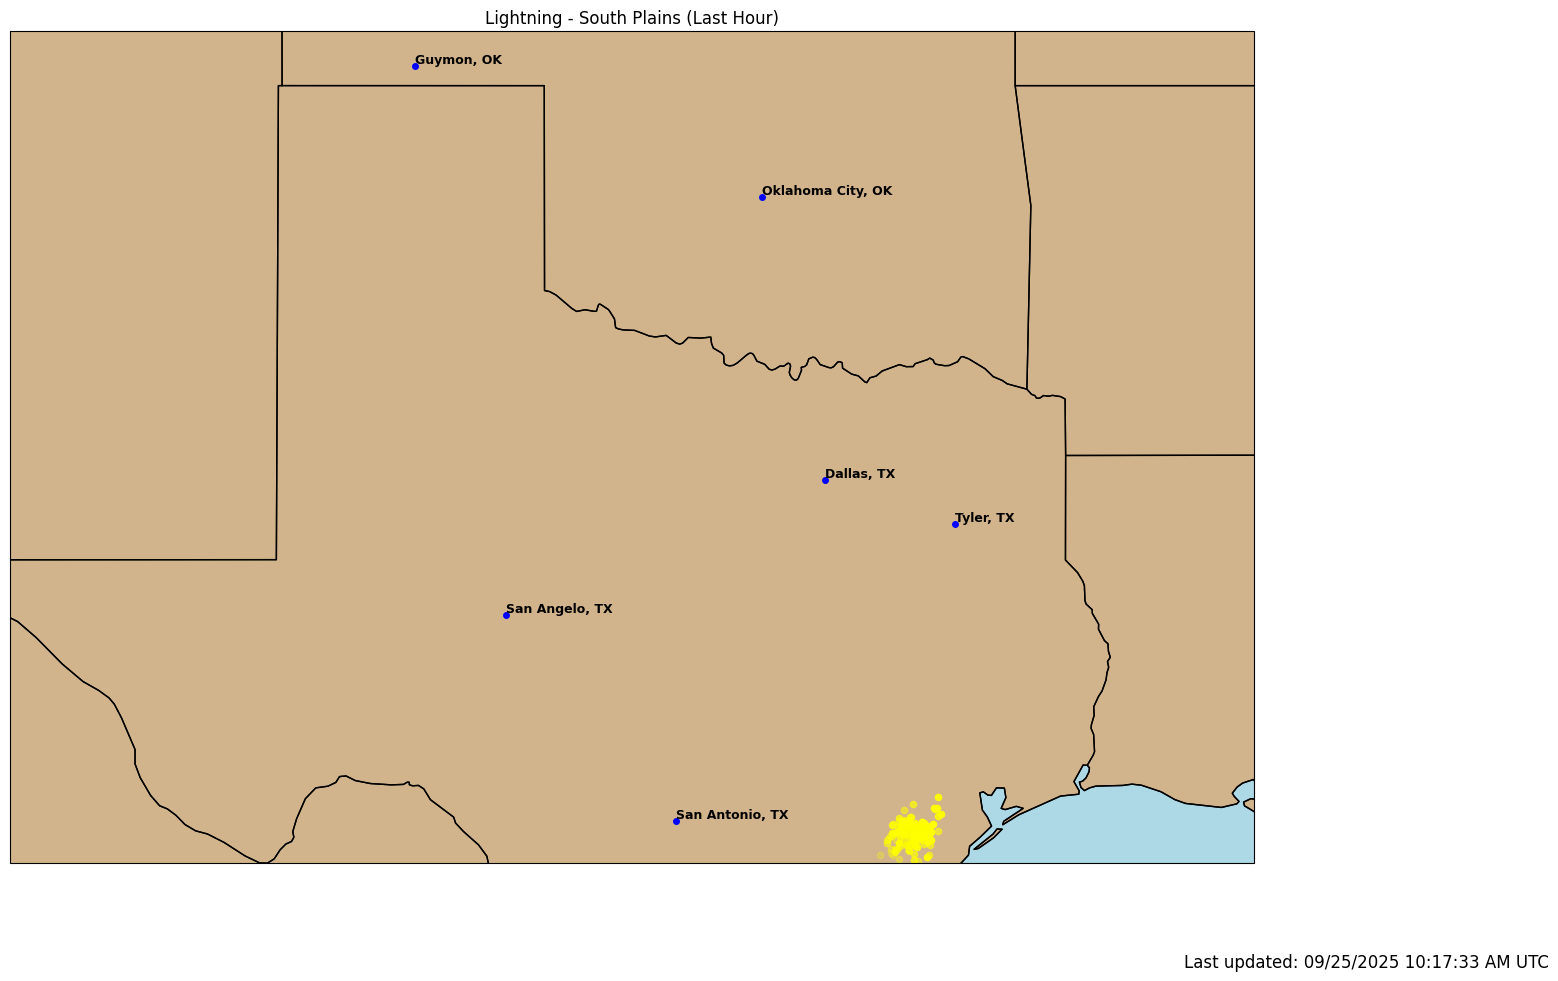 Lightning - South Plains (Last Hour)
Guymon, OK
Oklahoma City, OK
Dallas, TX
Tyler, TX
San Angelo, TX
San Antonio, TX
Last updated: 09/25/2025 10:17:33 AM UTC